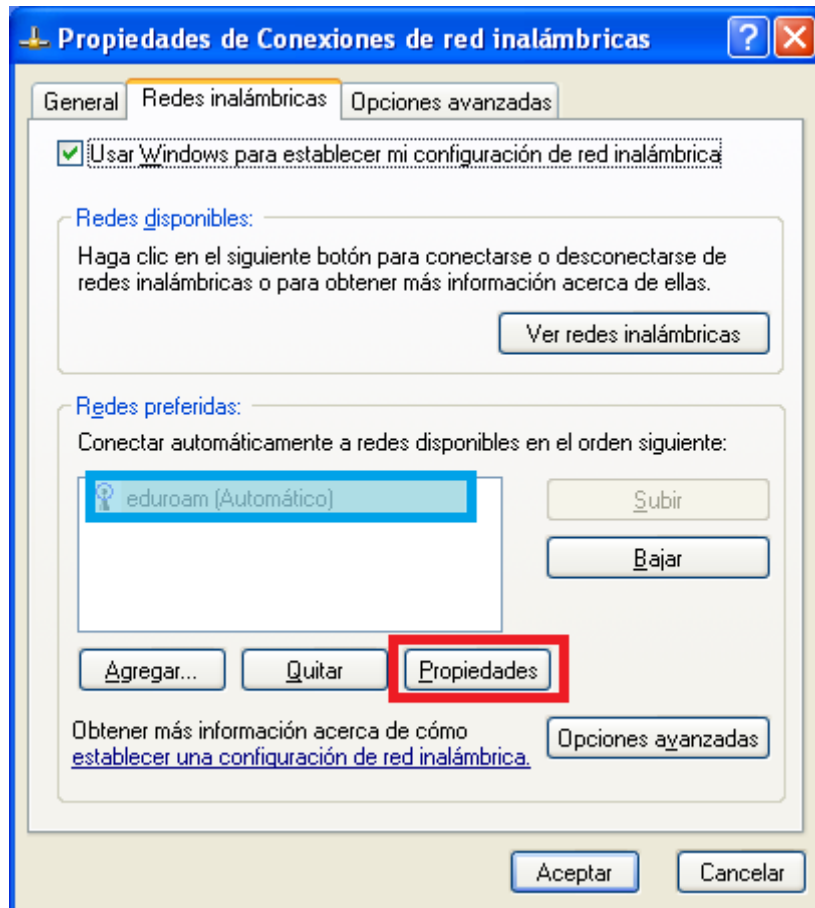 Propiedades de Conexiones de red inalámbricas
General
Redes inalámbricas
Opciones avanzadas
Usar Windows para establecer mi configuración de red inalámbrica
Redes disponibles:
Haga clic en el siguiente botón para conectarse o desconectarse de
redes inalámbricas o para obtener más información acerca de ellas.
Ver redes inalámbricas
Redes preferidas:
Conectar automáticamente a redes disponibles en el orden siguiente:
eduroam (Automático)
Subir
Bajar
Agregar...
Quitar
Propiedades
Obtener más información acerca de cómo
establecer una configuración de red inalámbrica.
Opciones avanzadas
Aceptar
Cancelar